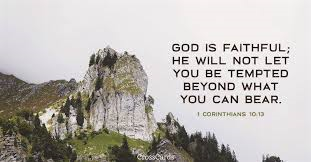 GOD IS FAITHFUL;
HE WILL NOT LET
YOU BE TEMPTED
BEYOND WHAT
YOU CAN BEAR.
1 CORINTHIANS 10:13
CROSSCARDS